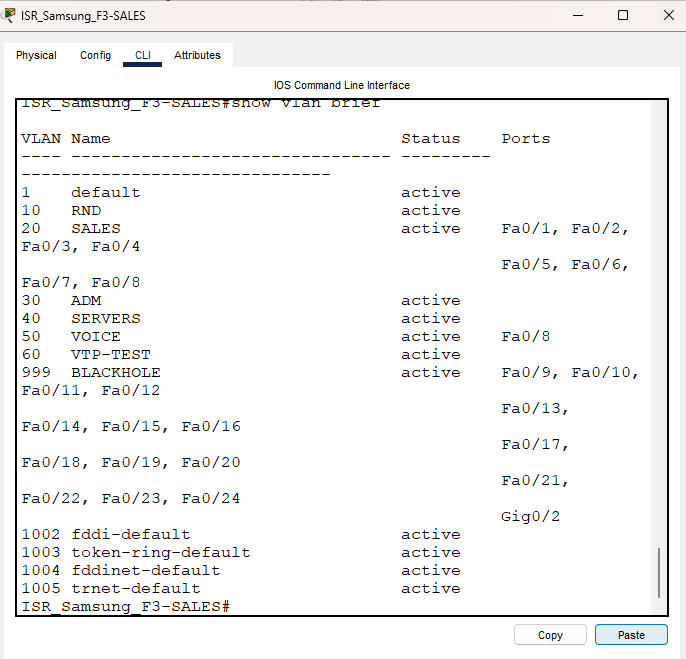 ISR_Samsung_F3-SALES
Physical Config CLI Attributes
IOS Command Line Interface
ISR_Samsung_F3-SALES#show vlan brief
VLAN Name Status Ports
---- -------------------------------- ---------
-------------------------------
1 default active
10 RND active
20 SALES active Fa0/1, Fa0/2,
Fa0/3, Fa0/4
Fa0/5, Fa0/6,
Fa0/7, Fa0/8
30 ADM active
40 SERVERS active
50 VOICE active Fa0/8
60 VTP-TEST active
999 BLACKHOLE active Fa0/9, Fa0/10,
Fa0/11, Fa0/12
Fa0/13,
Fa0/14, Fa0/15, Fa0/16
Fa0/17,
Fa0/18, Fa0/19, Fa0/20
Fa0/21,
Fa0/22, Fa0/23, Fa0/24
Gig0/2
1002 fddi-default active
1003 token-ring-default active
1004 fddinet-default active
1005 trnet-default active
ISR_Samsung_F3-SALES#
Copy Paste